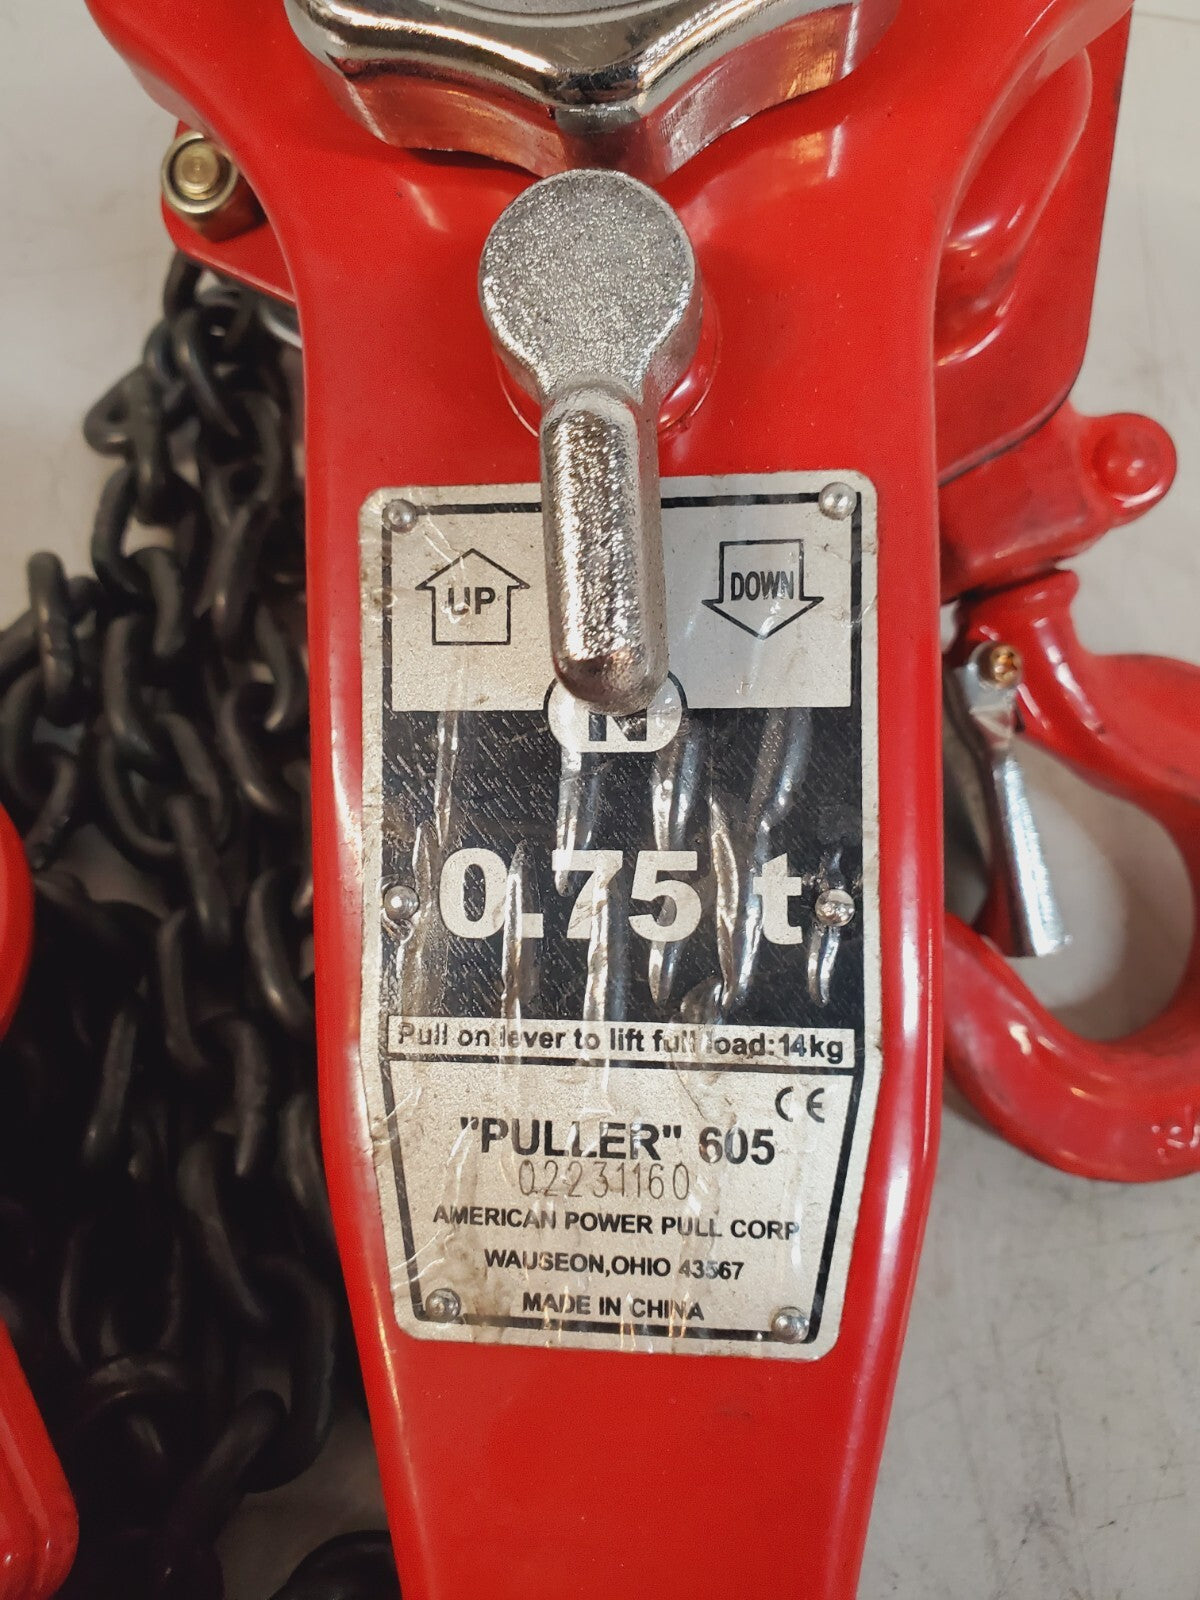 UP
DOWN
N
0.75 t
Pull on lever to lift full load:14kg
CE
"PULLER" 605
02231160
AMERICAN POWER PULL CORP
WAUSEON,OHIO 43567
MADE IN CHINA